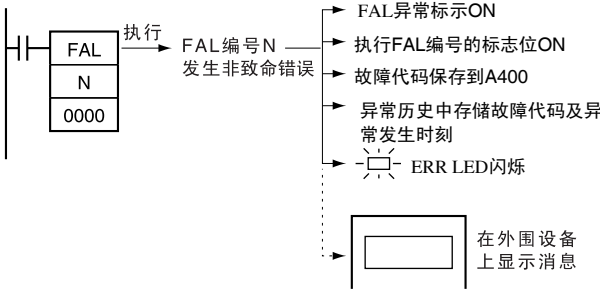 FAL
N
0000
执行
FAL编号N
发生非致命错误
FAL异常标示ON
执行FAL编号的标志位ON
故障代码保存到A400
异常历史中存储故障代码及异
常发生时刻
ERR LED闪烁
在外围设备
上显示消息